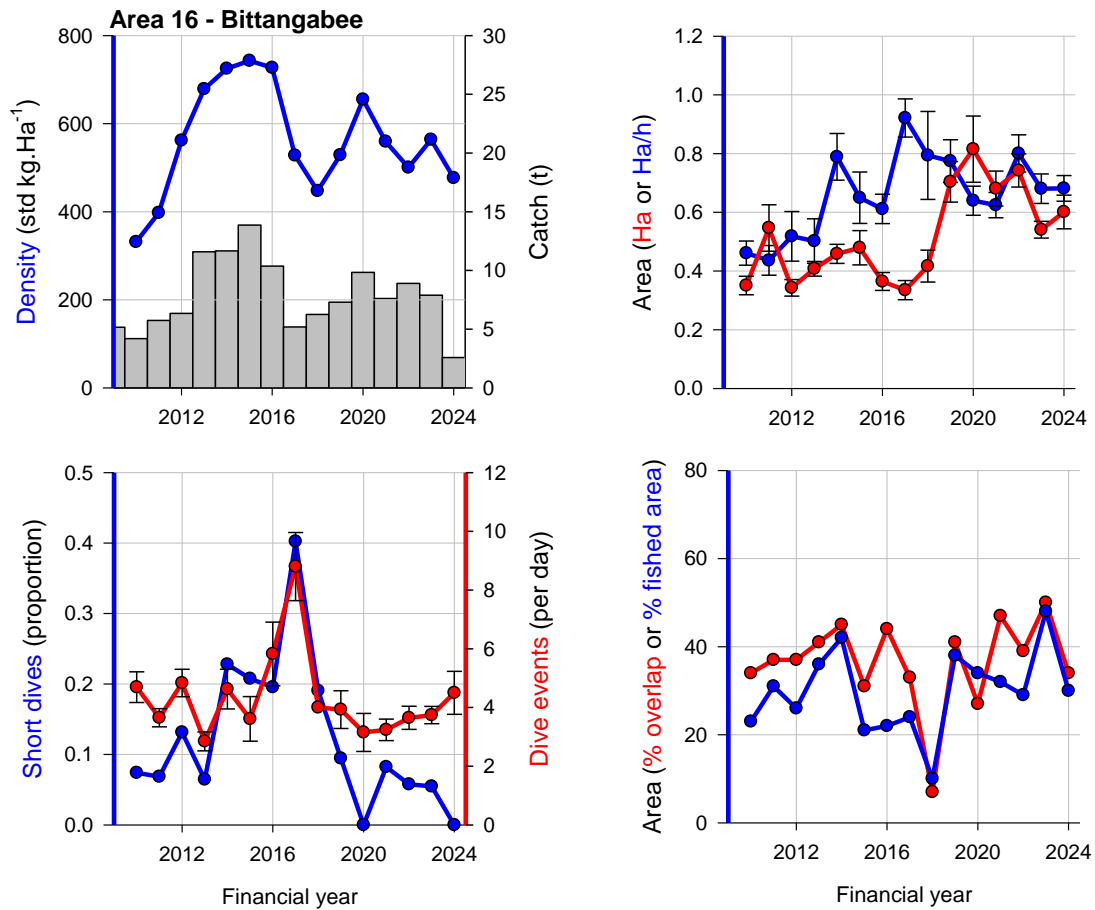 Area 16 - Bittangabee
800
600
400
200
0
Density (std kg.Ha⁻¹)
30
25
20
15
10
5
0
Catch (t)
2012 2016 2020 2024
1.2
1.0
0.8
0.6
0.4
0.2
0.0
Area (Ha or Ha/h)
2012 2016 2020 2024
0.5
0.4
0.3
0.2
0.1
0.0
Short dives (proportion)
12
10
8
6
4
2
0
Dive events (per day)
2012 2016 2020 2024
Financial year
80
60
40
20
0
Area (% overlap or % fished area)
2012 2016 2020 2024
Financial year